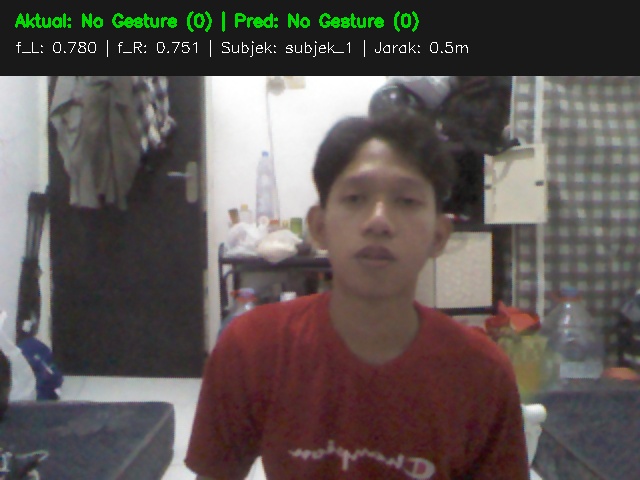 Aktual: No Gesture (0) | Pred: No Gesture (0)
f_L: 0.780 | f_R: 0.751 | Subjek: subjek_1 | Jarak: 0.5m
Champion